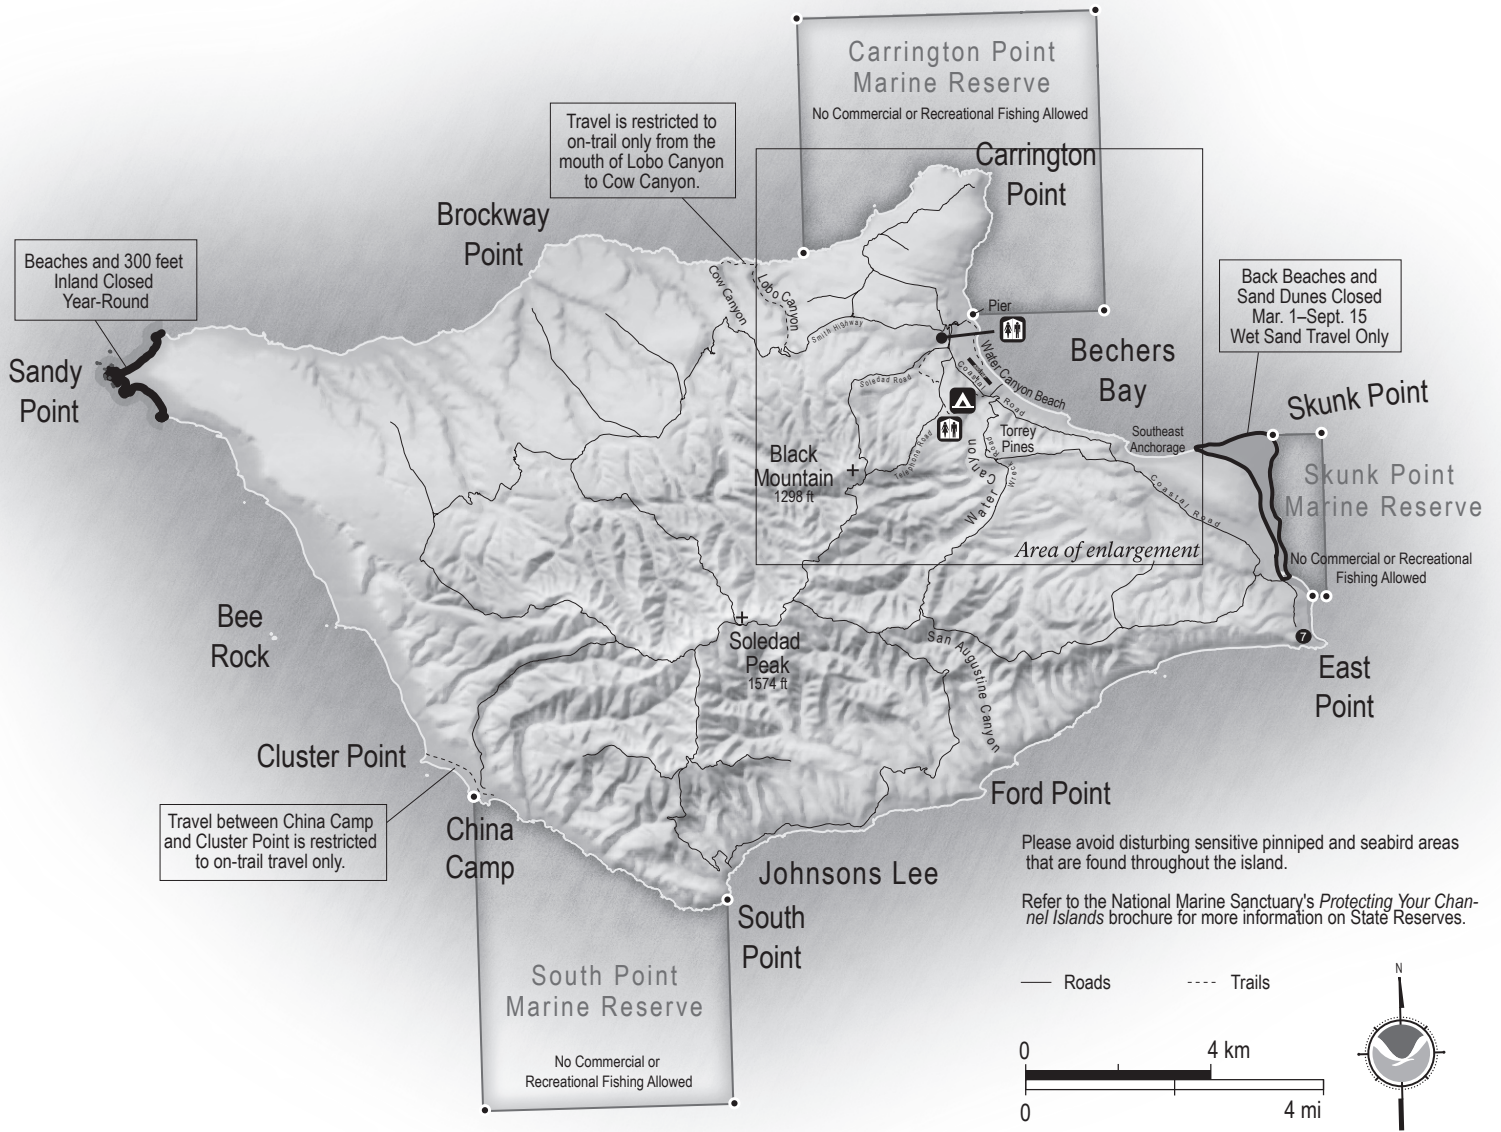 Carrington Point
Marine Reserve
No Commercial or Recreational Fishing Allowed
Travel is restricted to
on-trail only from the
mouth of Lobo Canyon
to Cow Canyon.
Carrington
Point
Brockway
Point
Beaches and 300 feet
Inland Closed
Year-Round
Back Beaches and
Sand Dunes Closed
Mar. 1–Sept. 15
Wet Sand Travel Only
Cow Canyon
Lobo Canyon
Smith Highway
Pier
Bechers
Bay
Sandy
Point
Soledad Road
Water Canyon Beach
Coastal Road
Skunk Point
Torrey
Pines
Southeast
Anchorage
Telephone Road
Black
Mountain
1298 ft
Water Canyon
Wreck Road
Coastal Road
Skunk Point
Marine Reserve
No Commercial or Recreational
Fishing Allowed
Area of enlargement
Bee
Rock
Soledad
Peak
1574 ft
San Augustine Canyon
7
East
Point
Cluster Point
Ford Point
Travel between China Camp
and Cluster Point is restricted
to on-trail travel only.
China
Camp
Johnsons Lee
South
Point
Please avoid disturbing sensitive pinniped and seabird areas
that are found throughout the island.
Refer to the National Marine Sanctuary's Protecting Your Chan-
nel Islands brochure for more information on State Reserves.
South Point
Marine Reserve
No Commercial or
Recreational Fishing Allowed
Roads
Trails
N
0
4 km
0
4 mi